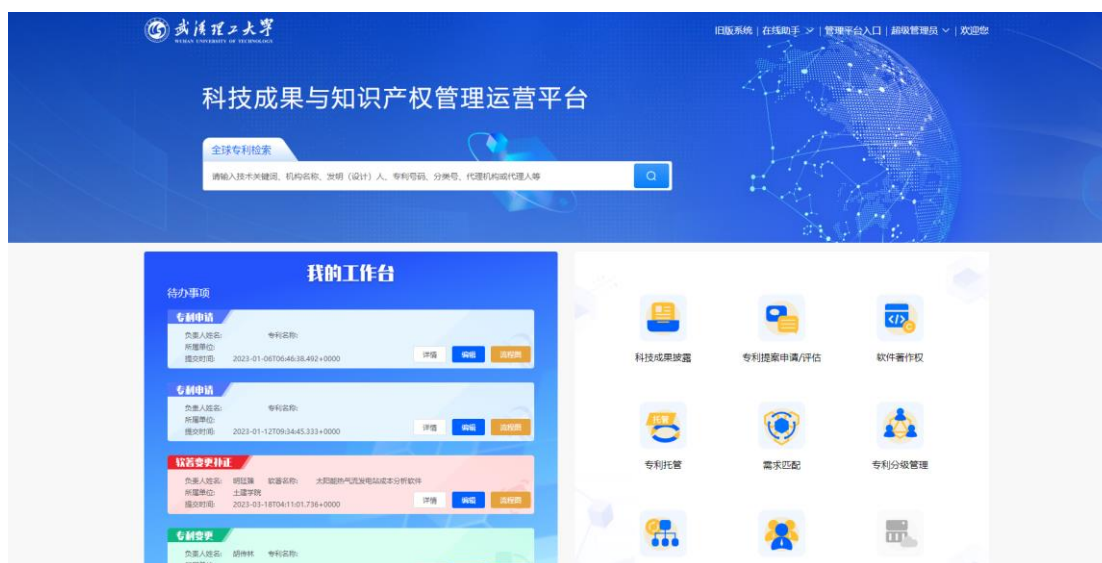 武汉理工大学
WUHAN UNIVERSITY OF TECHNOLOGY
旧版系统 | 在线助手 | 管理平台入口 | 超级管理员 | 欢迎您
科技成果与知识产权管理运营平台
全球专利检索
请输入技术关键词、机构名称、发明（设计）人、专利号码、分类号、代理机构或代理人等
我的工作台
待办事项
专利申请
负责人姓名: 专利名称:
所属单位:
提交时间: 2023-01-06T06:46:38.492+0000
详情 编辑 流程图
专利申请
负责人姓名: 专利名称:
所属单位:
提交时间: 2023-01-12T09:34:45.333+0000
详情 编辑 流程图
软著变更补正
负责人姓名: 软著名称: 太阳能热气流发电站成本分析软件
所属单位: 土建学院
提交时间: 2023-03-18T04:11:01.736+0000
详情 编辑 流程图
专利变更
负责人姓名: 专利名称:
科技成果披露
专利提案申请/评估
软件著作权
托管
专利托管
需求匹配
专利分级管理